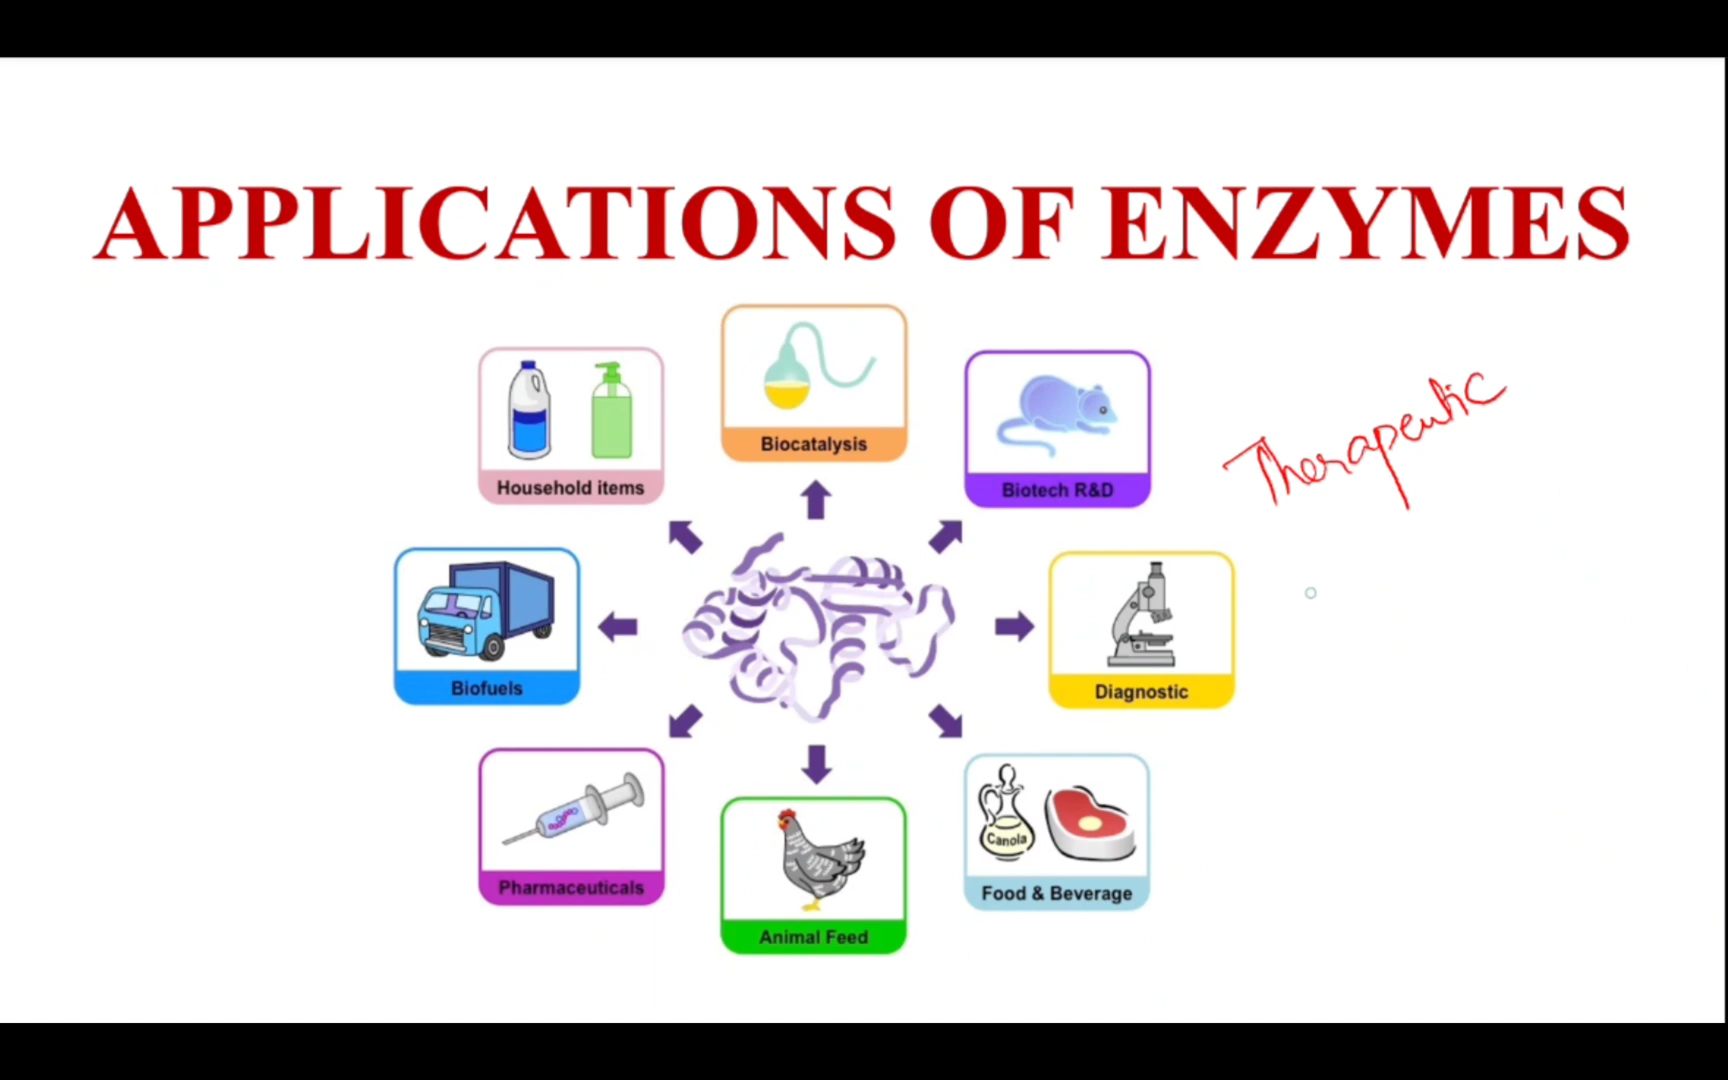 APPLICATIONS OF ENZYMES
Biocatalysis
Household items
Biotech R&D
Therapeutic
Biofuels
Diagnostic
Canola
Pharmaceuticals
Food & Beverage
Animal Feed